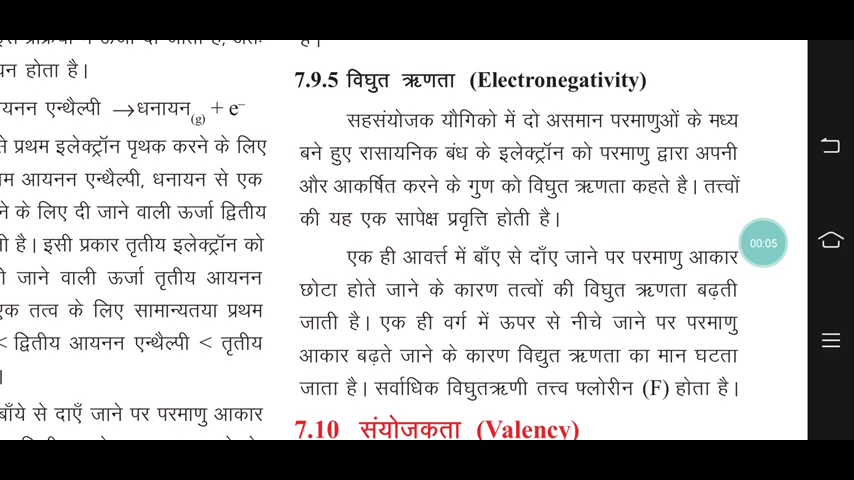 यन होता है।
यनन एन्थैल्पी →धनायन(g) + e–
से प्रथम इलेक्ट्रॉन पृथक करने के लिए
म आयनन एन्थैल्पी, धनायन से एक
ने के लिए दी जाने वाली ऊर्जा द्वितीय
ती है। इसी प्रकार तृतीय इलेक्ट्रॉन को
जाने वाली ऊर्जा तृतीय आयनन
एक तत्व के लिए सामान्यतया प्रथम
< द्वितीय आयनन एन्थैल्पी < तृतीय
।
बाँये से दाएँ जाने पर परमाणु आकार
है।
7.9.5 विघुत ऋणता (Electronegativity)
सहसंयोजक यौगिको में दो असमान परमाणुओं के मध्य
बने हुए रासायनिक बंध के इलेक्ट्रॉन को परमाणु द्वारा अपनी
और आकर्षित करने के गुण को विघुत ऋणता कहते है। तत्त्वों
की यह एक सापेक्ष प्रवृत्ति होती है।
एक ही आवर्त्त में बाँए से दाँए जाने पर परमाणु आकार
छोटा होते जाने के कारण तत्वों की विघुत ऋणता बढ़ती
जाती है। एक ही वर्ग में ऊपर से नीचे जाने पर परमाणु
आकार बढ़ते जाने के कारण विद्युत ऋणता का मान घटता
जाता है। सर्वाधिक विघुतऋणी तत्त्व फ्लोरीन (F) होता है।
7.10 संयोजकता (Valency)
00:05